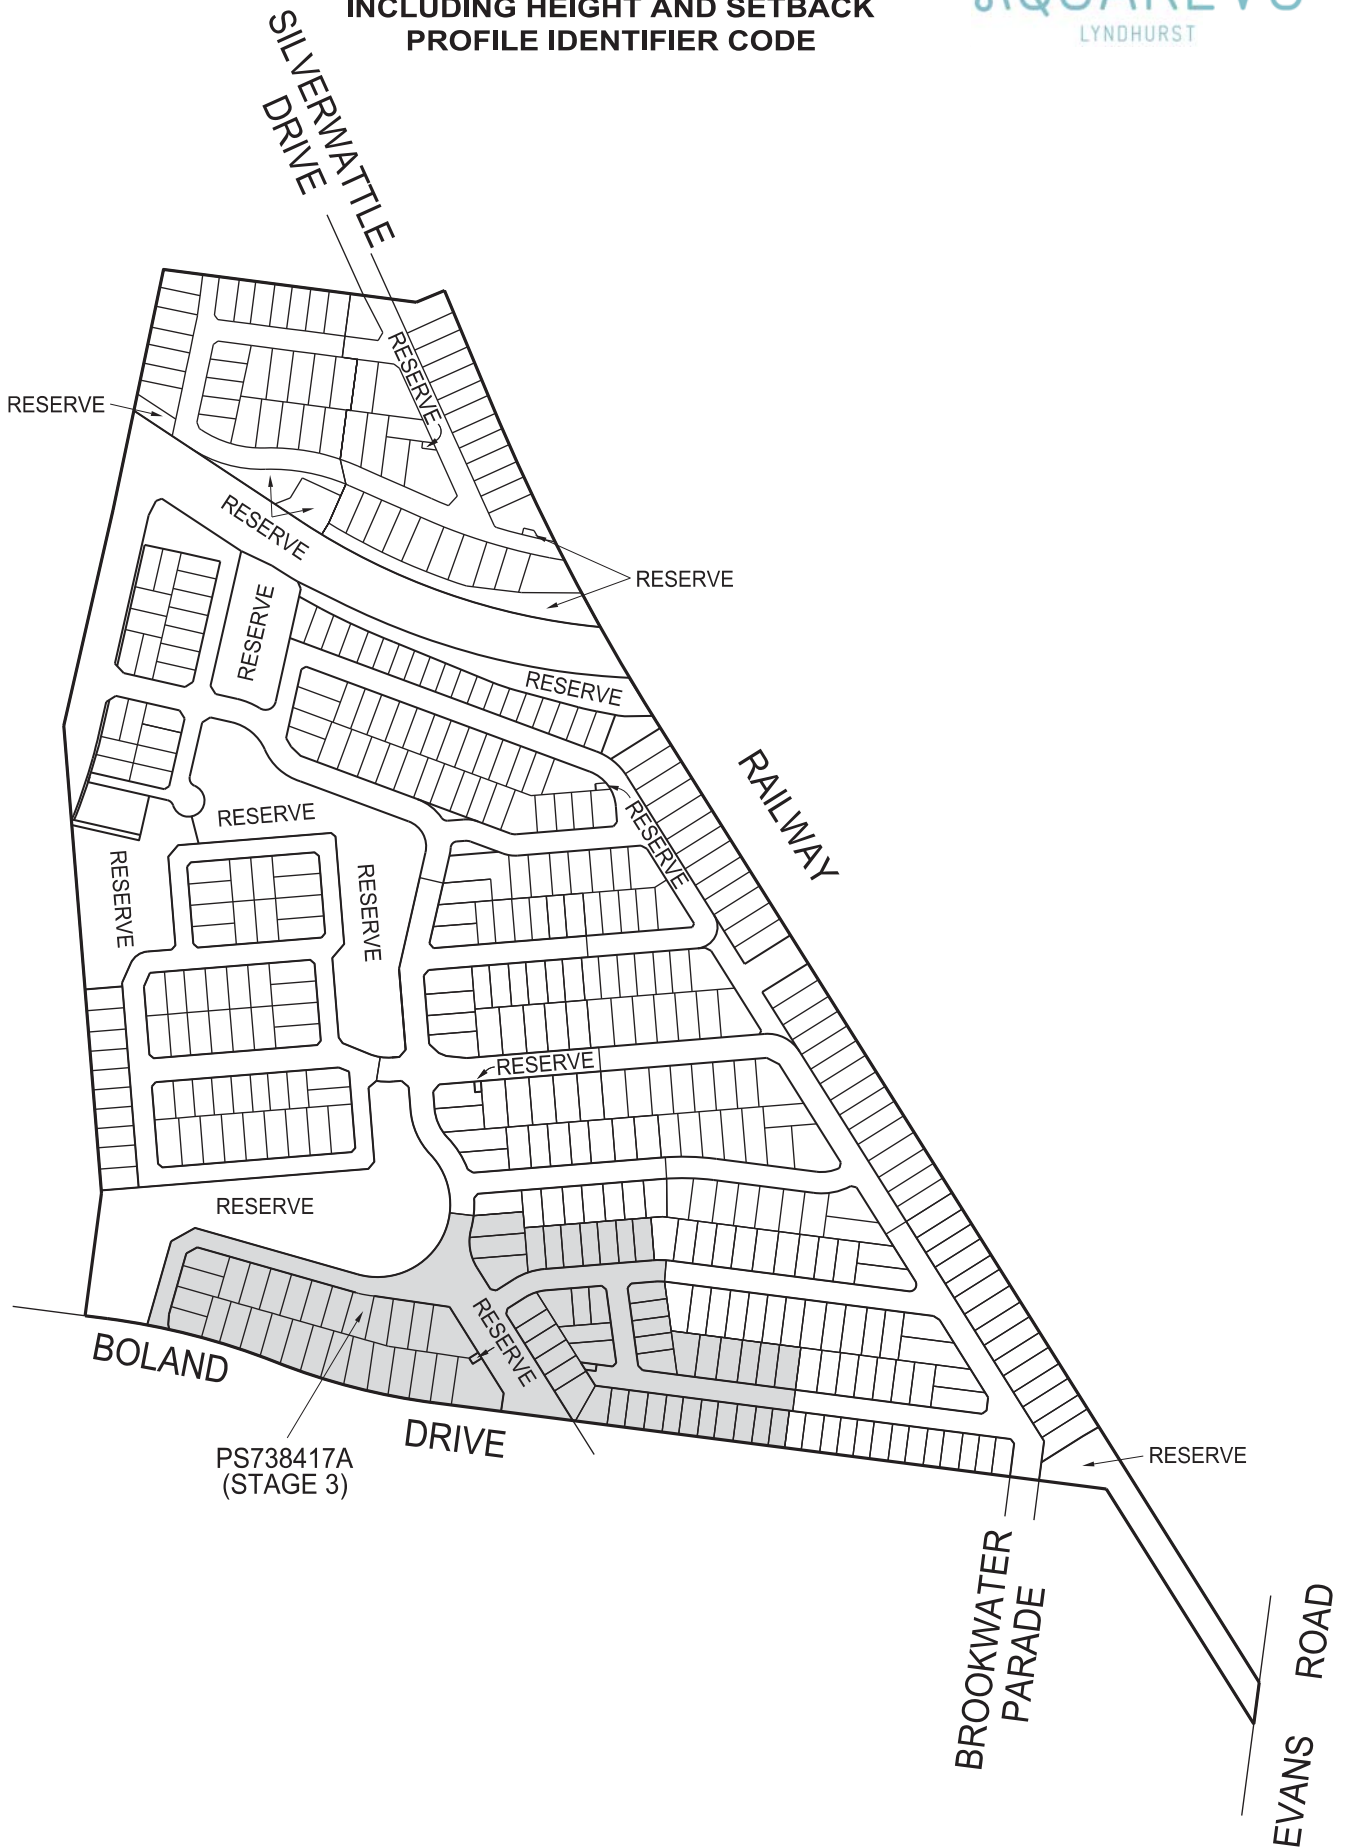 INCLUDING HEIGHT AND SETBACK
PROFILE IDENTIFIER CODE
LYNDHURST
SILVERWATTLE
DRIVE
RESERVE
RESERVE
RESERVE
RESERVE
RESERVE
RESERVE
RAILWAY
RESERVE
RESERVE
RESERVE
RESERVE
RESERVE
RESERVE
RESERVE
BOLAND
DRIVE
PS738417A
(STAGE 3)
RESERVE
BROOKWATER
PARADE
EVANS ROAD